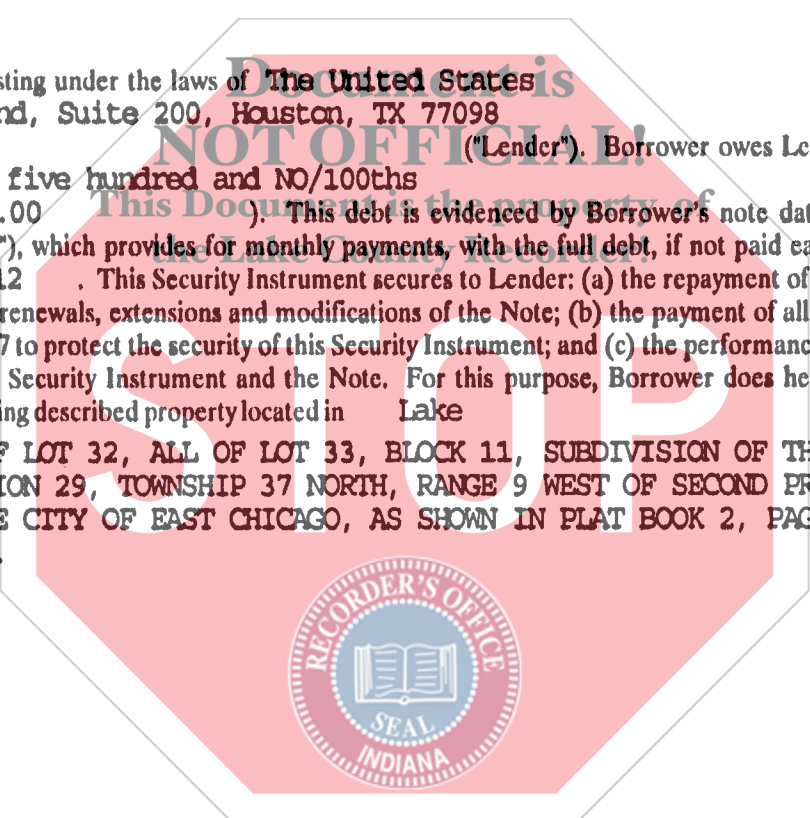 sting under the laws of The United States
nd, Suite 200, Houston, TX 77098
("Lender"). Borrower owes Le
five hundred and NO/100ths
.00 ). This debt is evidenced by Borrower's note dat
"), which provides for monthly payments, with the full debt, if not paid ea
12 . This Security Instrument secures to Lender: (a) the repayment of
renewals, extensions and modifications of the Note; (b) the payment of all
7 to protect the security of this Security Instrument; and (c) the performanc
Security Instrument and the Note. For this purpose, Borrower does he
ing described property located in Lake
F LOT 32, ALL OF LOT 33, BLOCK 11, SUBDIVISION OF TH
ION 29, TOWNSHIP 37 NORTH, RANGE 9 WEST OF SECOND PR
E CITY OF EAST CHICAGO, AS SHOWN IN PLAT BOOK 2, PAG
.
Document is
NOT OFFICIAL!
This Document is the property of
the Lake County Recorder!
STOP
RECORDER'S OFFICE
SEAL
INDIANA